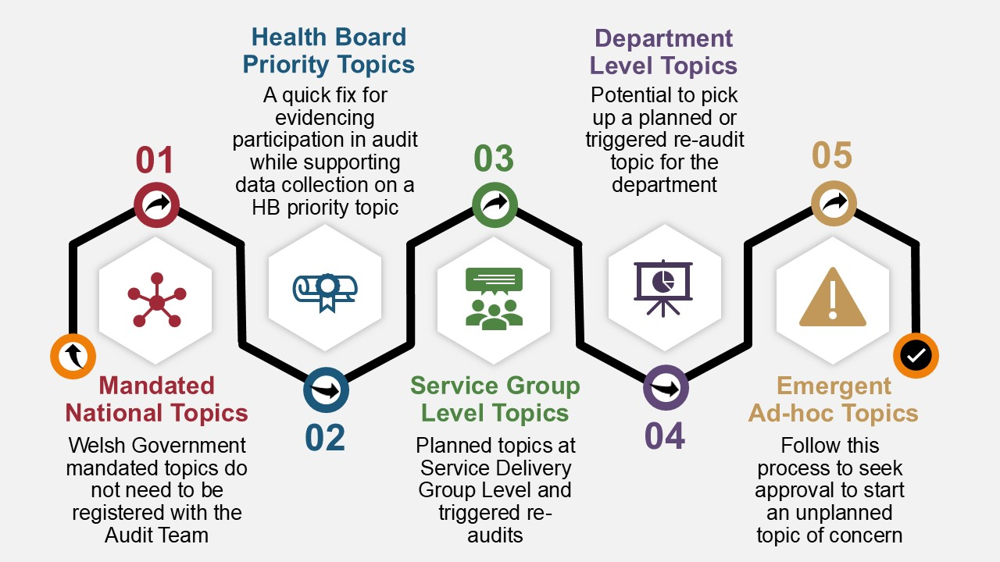 01
Mandated
National Topics
Welsh Government
mandated topics do
not need to be
registered with the
Audit Team
Health Board
Priority Topics
A quick fix for
evidencing
participation in audit
while supporting
data collection on a
HB priority topic
02
03
Service Group
Level Topics
Planned topics at
Service Delivery
Group Level and
triggered re-
audits
Department
Level Topics
Potential to pick
up a planned or
triggered re-audit
topic for the
department
04
05
Emergent
Ad-hoc Topics
Follow this
process to seek
approval to start
an unplanned
topic of concern